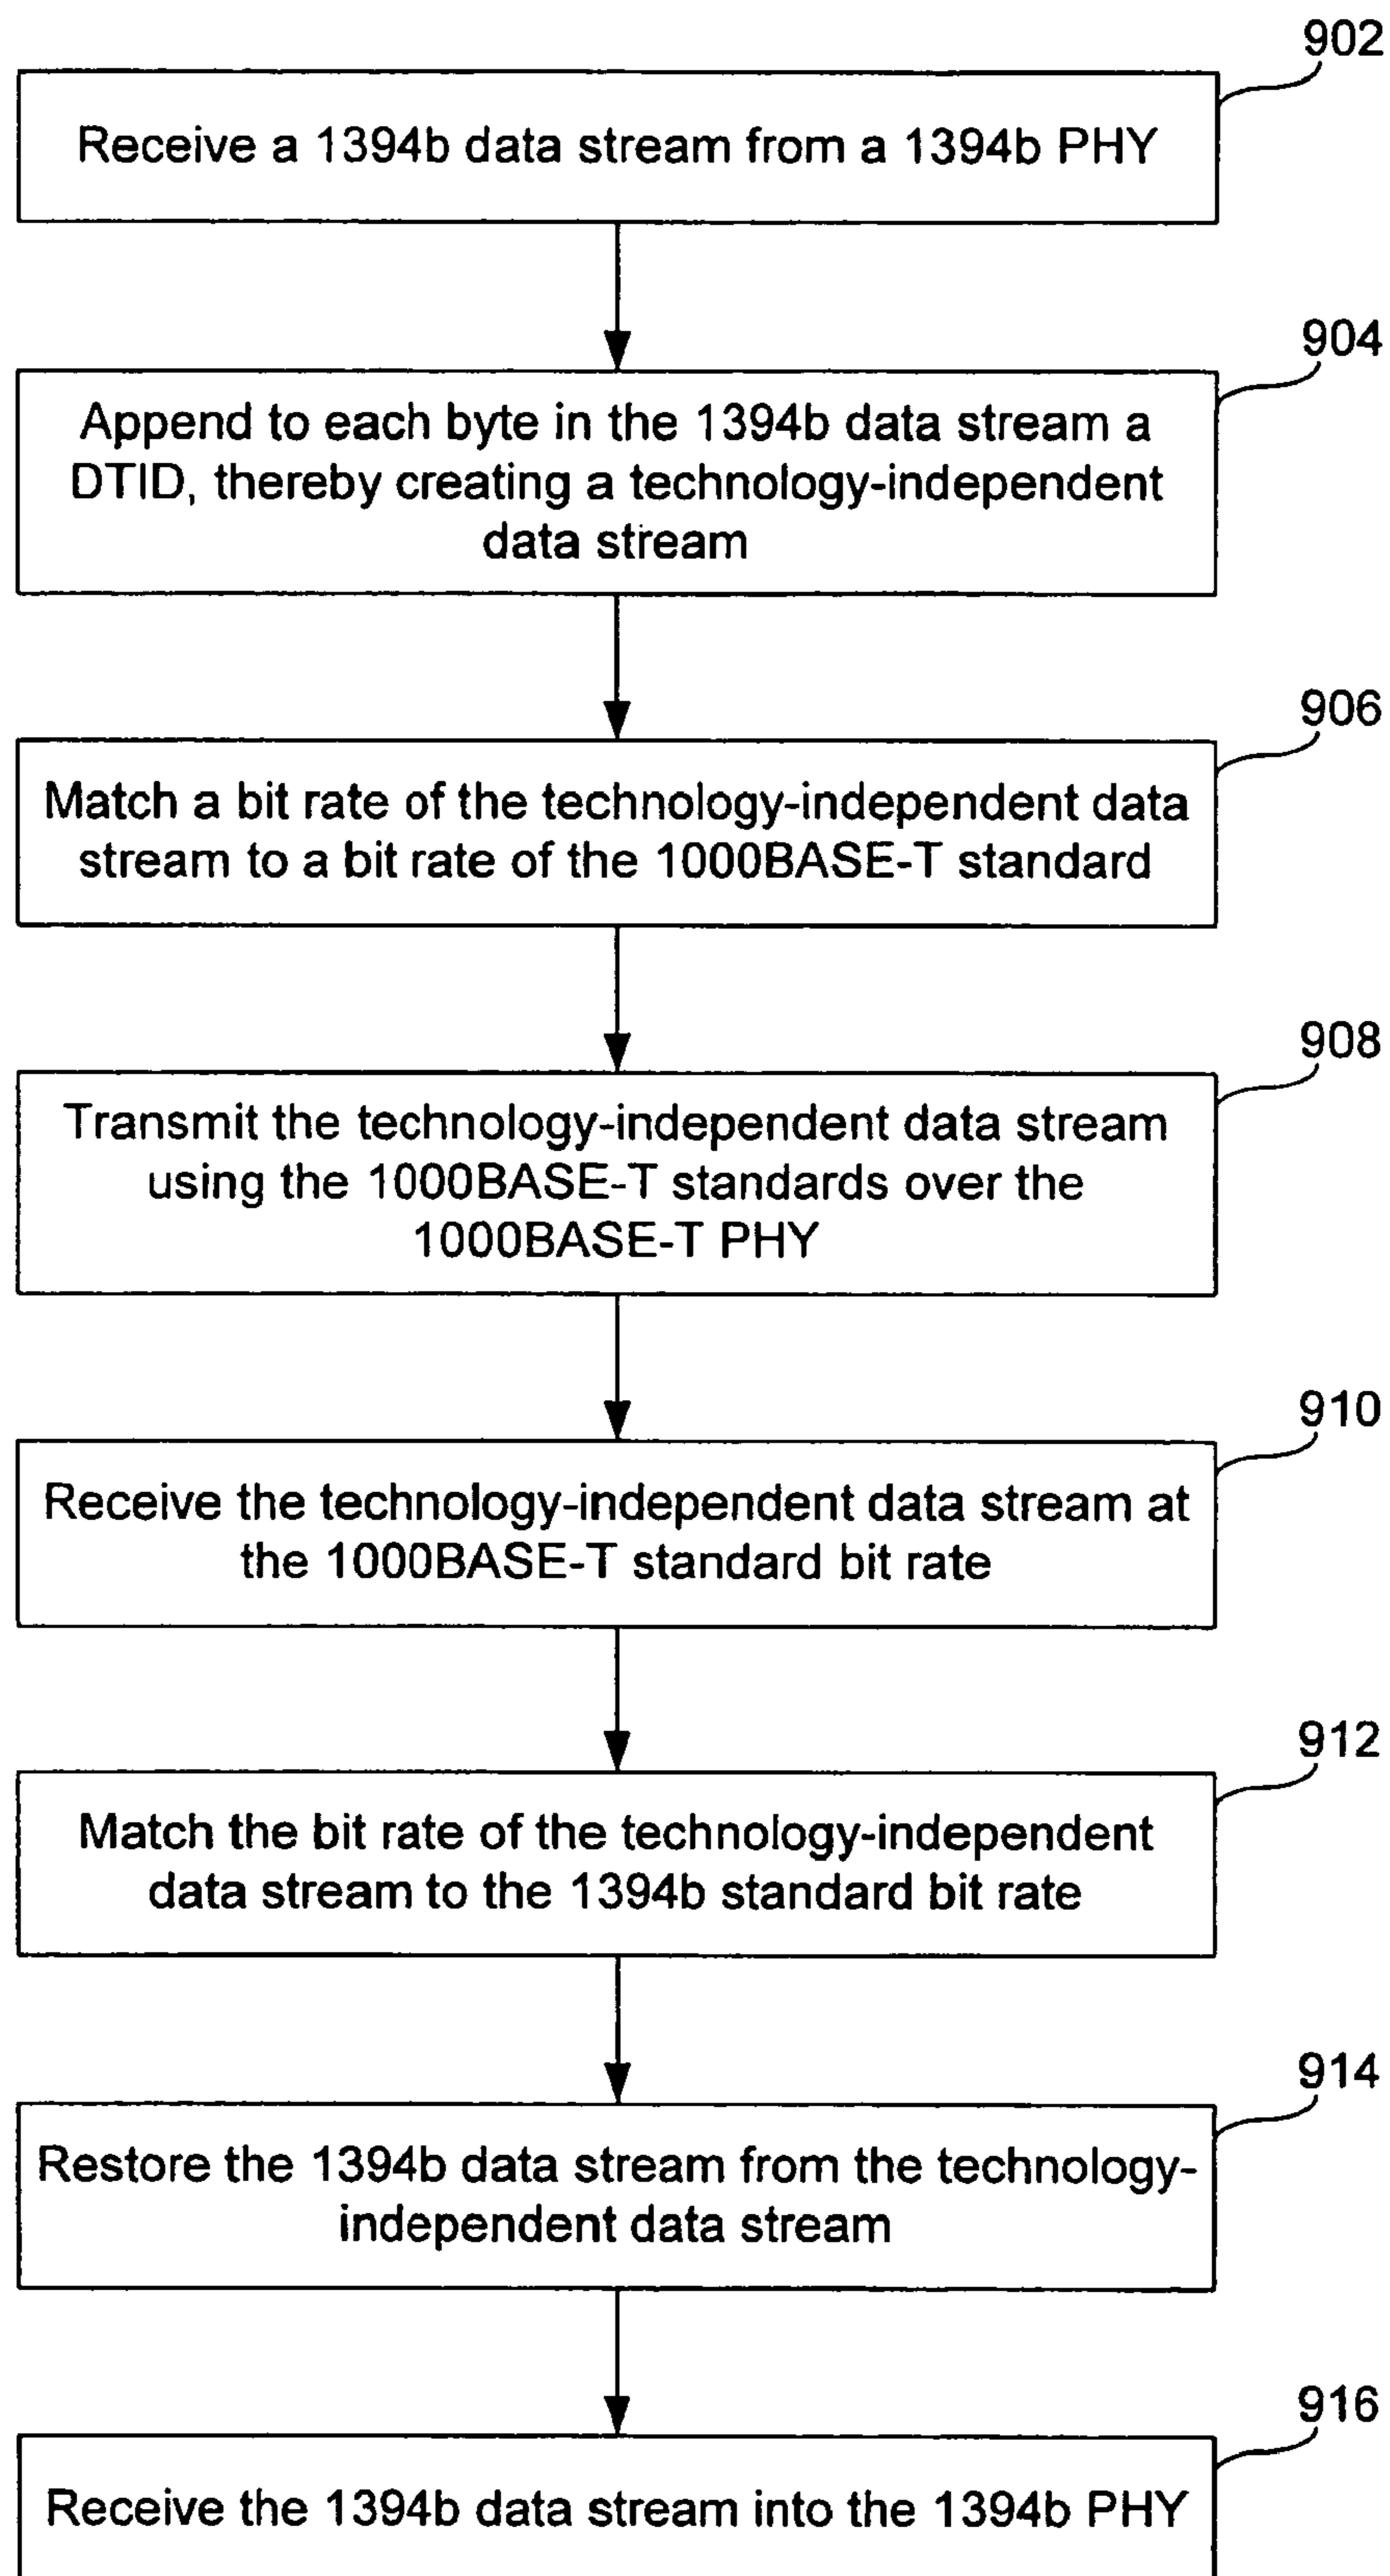 902
Receive a 1394b data stream from a 1394b PHY
904
Append to each byte in the 1394b data stream a
DTID, thereby creating a technology-independent
data stream
906
Match a bit rate of the technology-independent data
stream to a bit rate of the 1000BASE-T standard
908
Transmit the technology-independent data stream
using the 1000BASE-T standards over the
1000BASE-T PHY
910
Receive the technology-independent data stream at
the 1000BASE-T standard bit rate
912
Match the bit rate of the technology-independent
data stream to the 1394b standard bit rate
914
Restore the 1394b data stream from the technology-
independent data stream
916
Receive the 1394b data stream into the 1394b PHY